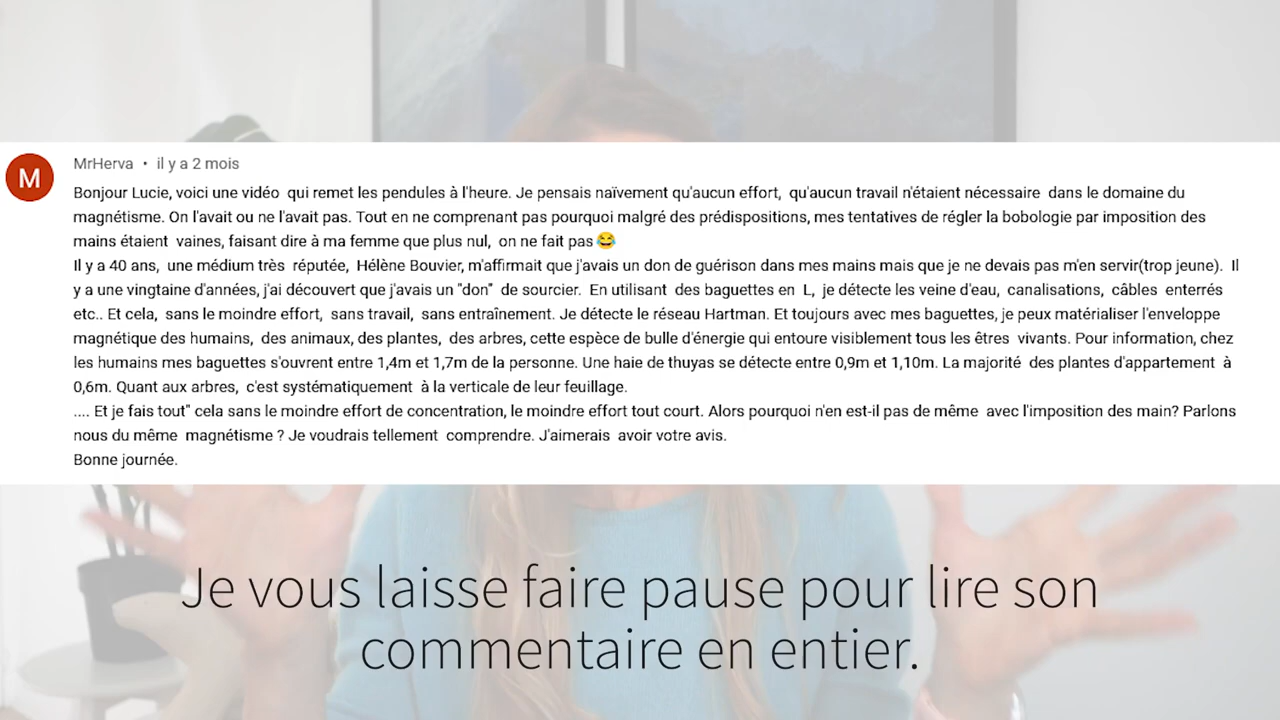 M
MrHerva • il y a 2 mois
Bonjour Lucie, voici une vidéo qui remet les pendules à l'heure. Je pensais naïvement qu'aucun effort, qu'aucun travail n'étaient nécessaire dans le domaine du
magnétisme. On l'avait ou ne l'avait pas. Tout en ne comprenant pas pourquoi malgré des prédispositions, mes tentatives de régler la bobologie par imposition des
mains étaient vaines, faisant dire à ma femme que plus nul, on ne fait pas 😂
Il y a 40 ans, une médium très réputée, Hélène Bouvier, m'affirmait que j'avais un don de guérison dans mes mains mais que je ne devais pas m'en servir(trop jeune). Il
y a une vingtaine d'années, j'ai découvert que j'avais un "don" de sourcier. En utilisant des baguettes en L, je détecte les veine d'eau, canalisations, câbles enterrés
etc.. Et cela, sans le moindre effort, sans travail, sans entraînement. Je détecte le réseau Hartman. Et toujours avec mes baguettes, je peux matérialiser l'enveloppe
magnétique des humains, des animaux, des plantes, des arbres, cette espèce de bulle d'énergie qui entoure visiblement tous les êtres vivants. Pour information, chez
les humains mes baguettes s'ouvrent entre 1,4m et 1,7m de la personne. Une haie de thuyas se détecte entre 0,9m et 1,10m. La majorité des plantes d'appartement à
0,6m. Quant aux arbres, c'est systématiquement à la verticale de leur feuillage.
.... Et je fais tout" cela sans le moindre effort de concentration, le moindre effort tout court. Alors pourquoi n'en est-il pas de même avec l'imposition des main? Parlons
nous du même magnétisme ? Je voudrais tellement comprendre. J'aimerais avoir votre avis.
Bonne journée.
Je vous laisse faire pause pour lire son
commentaire en entier.